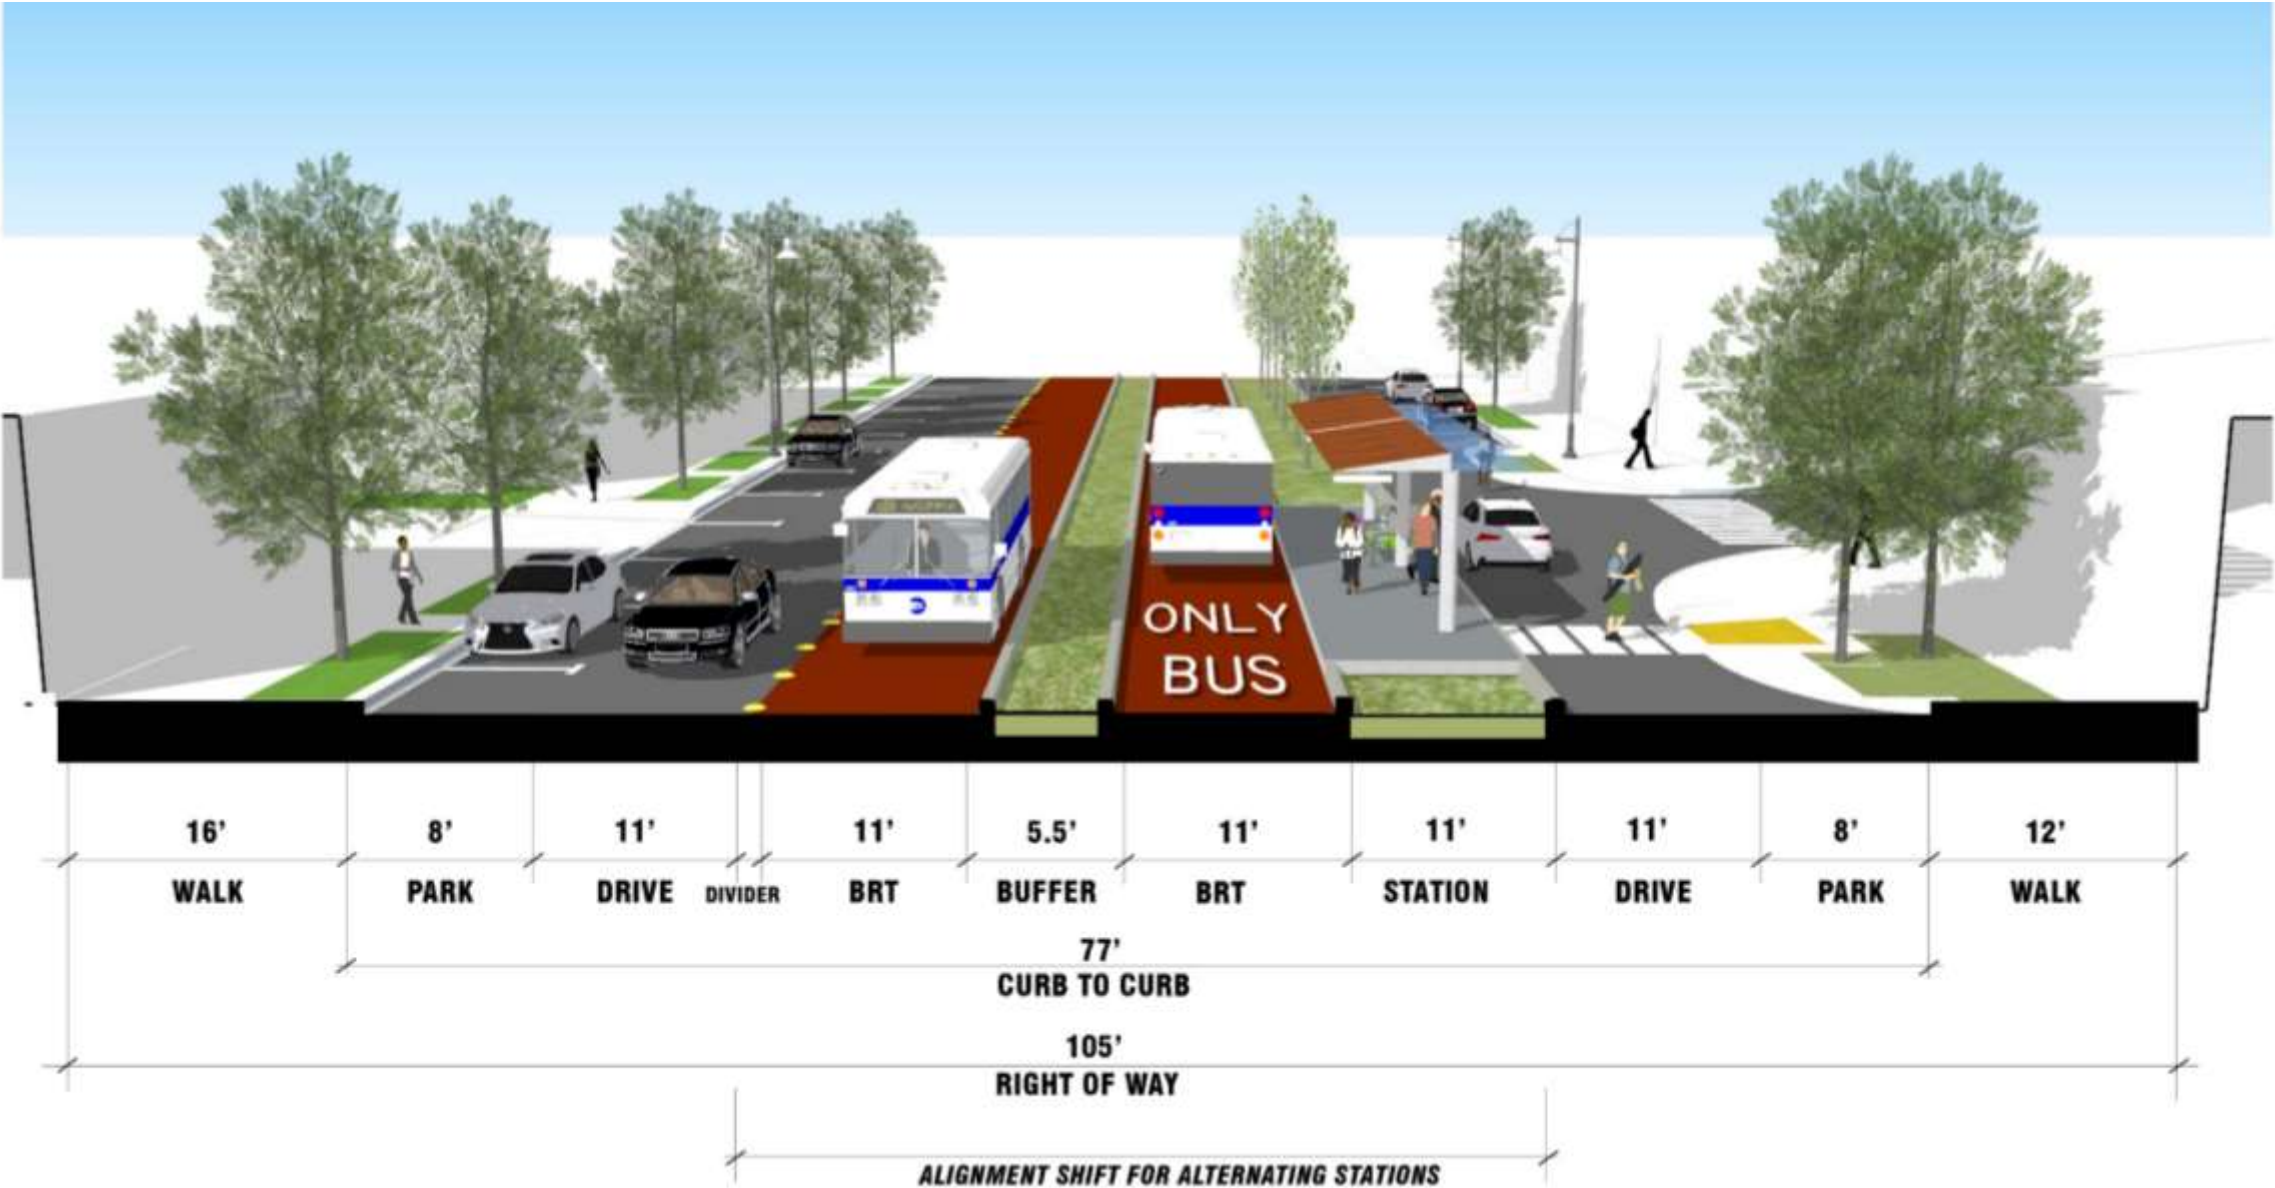 ONLY
BUS
16' 8' 11' 11' 5.5' 11' 11' 11' 8' 12'
WALK PARK DRIVE DIVIDER BRT BUFFER BRT STATION DRIVE PARK WALK
77'
CURB TO CURB
105'
RIGHT OF WAY
ALIGNMENT SHIFT FOR ALTERNATING STATIONS